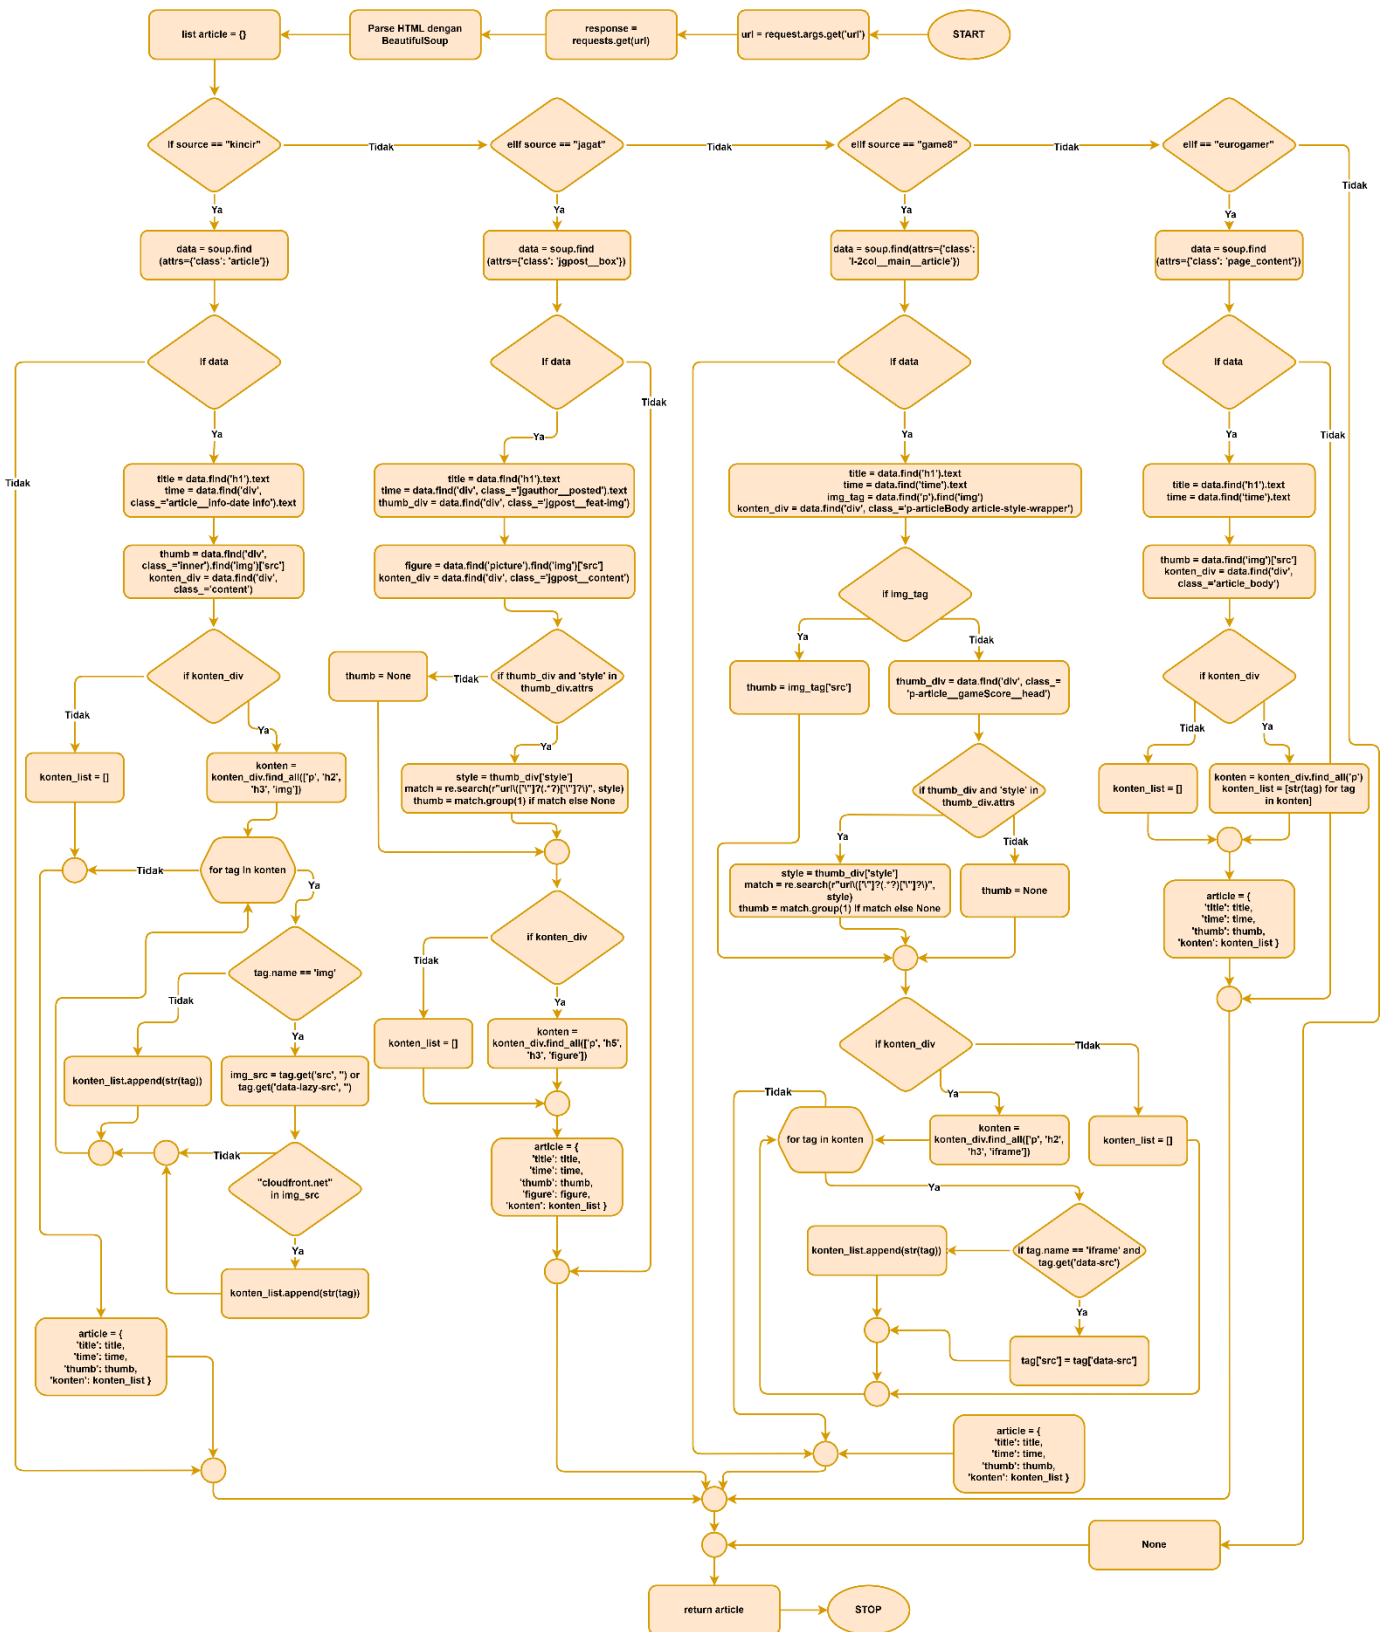 START
url = request.args.get('url')
response =
requests.get(url)
Parse HTML dengan
BeautifulSoup
list article = {}
If source == "kincir"
Tidak
elIf source == "jagat"
Tidak
elIf source == "game8"
Tidak
elIf == "eurogamer"
Tidak
Ya
Ya
Ya
Ya
data = soup.find
(attrs={'class': 'article'})
data = soup.find
(attrs={'class': 'jgpost__box'})
data = soup.find(attrs={'class':
'l-2col__main__article'})
data = soup.find
(attrs={'class': 'page_content'})
If data
If data
If data
If data
Tidak
Tidak
Tidak
Tidak
Ya
Ya
Ya
Ya
title = data.find('h1').text
time = data.find('div',
class_='article__info-date info').text
title = data.find('h1').text
time = data.find('div', class_='jgauthor__posted').text
thumb_div = data.find('div', class_='jgpost__feat-img')
title = data.find('h1').text
time = data.find('time').text
img_tag = data.find('p').find('img')
konten_div = data.find('div', class_='p-articleBody article-style-wrapper')
title = data.find('h1').text
time = data.find('time').text
thumb = data.find('div',
class_='inner').find('img')['src']
konten_div = data.find('div',
class_='content')
figure = data.find('picture').find('img')['src']
konten_div = data.find('div', class_='jgpost__content')
thumb = data.find('img')['src']
konten_div = data.find('div',
class_='article_body')
if img_tag
Ya
Tidak
if konten_div
Tidak
Ya
thumb = None
Tidak
if thumb_div and 'style' in
thumb_div.attrs
Ya
thumb = img_tag['src']
thumb_div = data.find('div', class_=
'p-article__gameScore__head')
if konten_div
Tidak
Ya
konten_list = []
konten =
konten_div.find_all(['p', 'h2',
'h3', 'img'])
style = thumb_div['style']
match = re.search(r"url\(['\"]?(.*?)['\"]?\)", style)
thumb = match.group(1) if match else None
if thumb_div and 'style' in
thumb_div.attrs
Ya
Tidak
konten_list = []
konten = konten_div.find_all('p')
konten_list = [str(tag) for tag
in konten]
for tag in konten
Tidak
Ya
style = thumb_div['style']
match = re.search(r"url\(['\"]?(.*?)['\"]?\)",
style)
thumb = match.group(1) if match else None
thumb = None
article = {
'title': title,
'time': time,
'thumb': thumb,
'konten': konten_list }
if konten_div
Tidak
Ya
tag.name == 'img'
Tidak
Ya
konten_list = []
konten =
konten_div.find_all(['p', 'h5',
'h3', 'figure'])
if konten_div
Tidak
Ya
konten_list.append(str(tag))
img_src = tag.get('src', '') or
tag.get('data-lazy-src', '')
Tidak
for tag in konten
konten =
konten_div.find_all(['p', 'h2',
'h3', 'iframe'])
konten_list = []
Tidak
"cloudfront.net"
in img_src
Ya
article = {
'title': title,
'time': time,
'thumb': thumb,
'figure': figure,
'konten': konten_list }
Ya
konten_list.append(str(tag))
if tag.name == 'iframe' and
tag.get('data-src')
Ya
konten_list.append(str(tag))
tag['src'] = tag['data-src']
article = {
'title': title,
'time': time,
'thumb': thumb,
'konten': konten_list }
article = {
'title': title,
'time': time,
'thumb': thumb,
'konten': konten_list }
None
return article
STOP